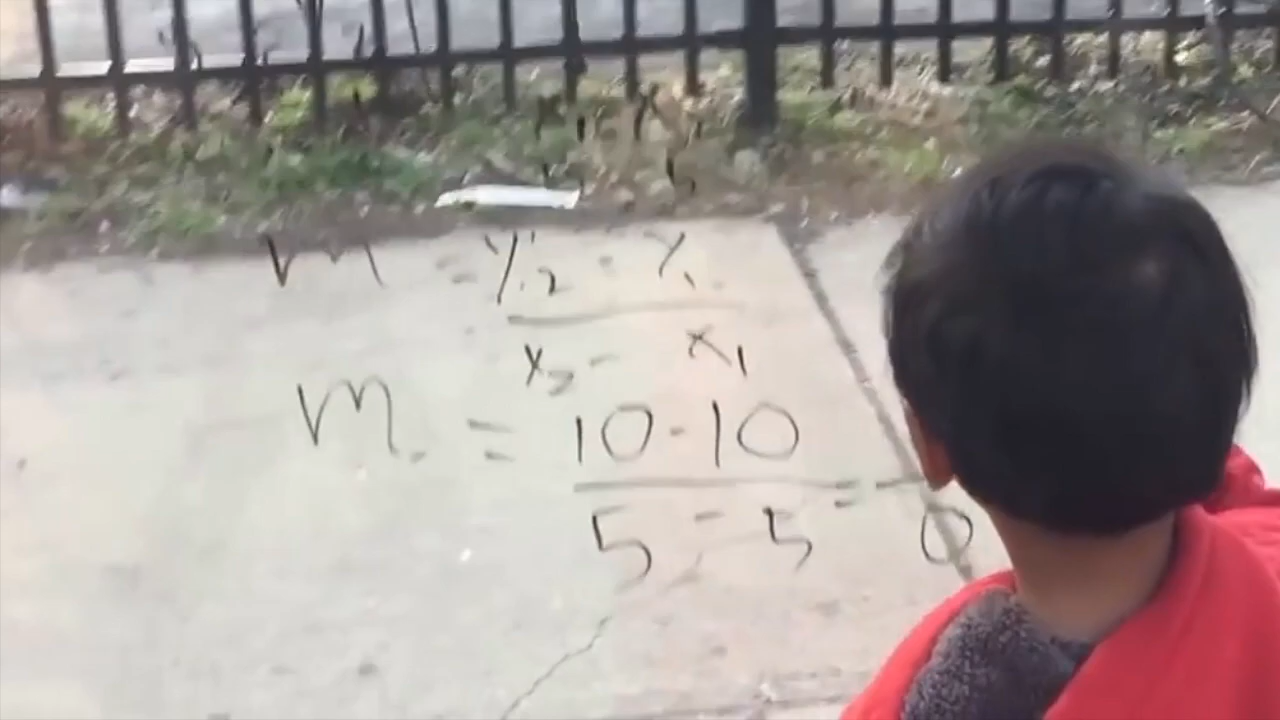 m = y2 - y1
x2 - x1
m = 10 - 10 = 
5 - 5 0